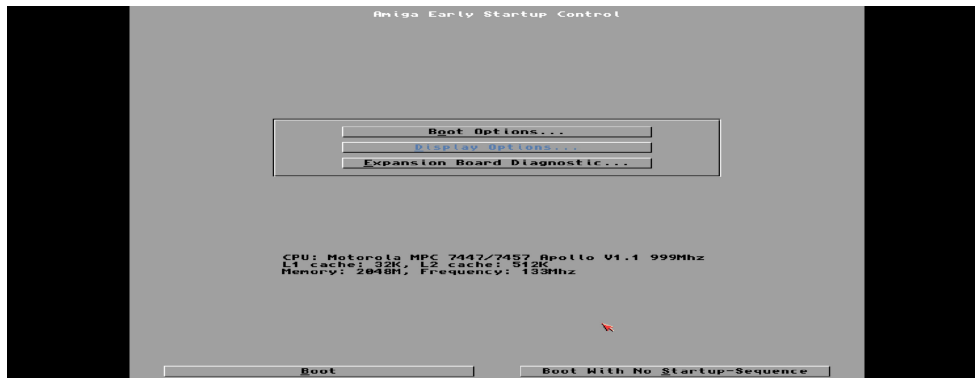 Amiga Early Startup Control
Boot Options...
Display Options...
Expansion Board Diagnostic...
CPU: Motorola MPC 7447/7457 Apollo V1.1 999Mhz
L1 cache: 32K, L2 cache: 512K
Memory: 2048M, Frequency: 133Mhz
Boot
Boot With No Startup-Sequence